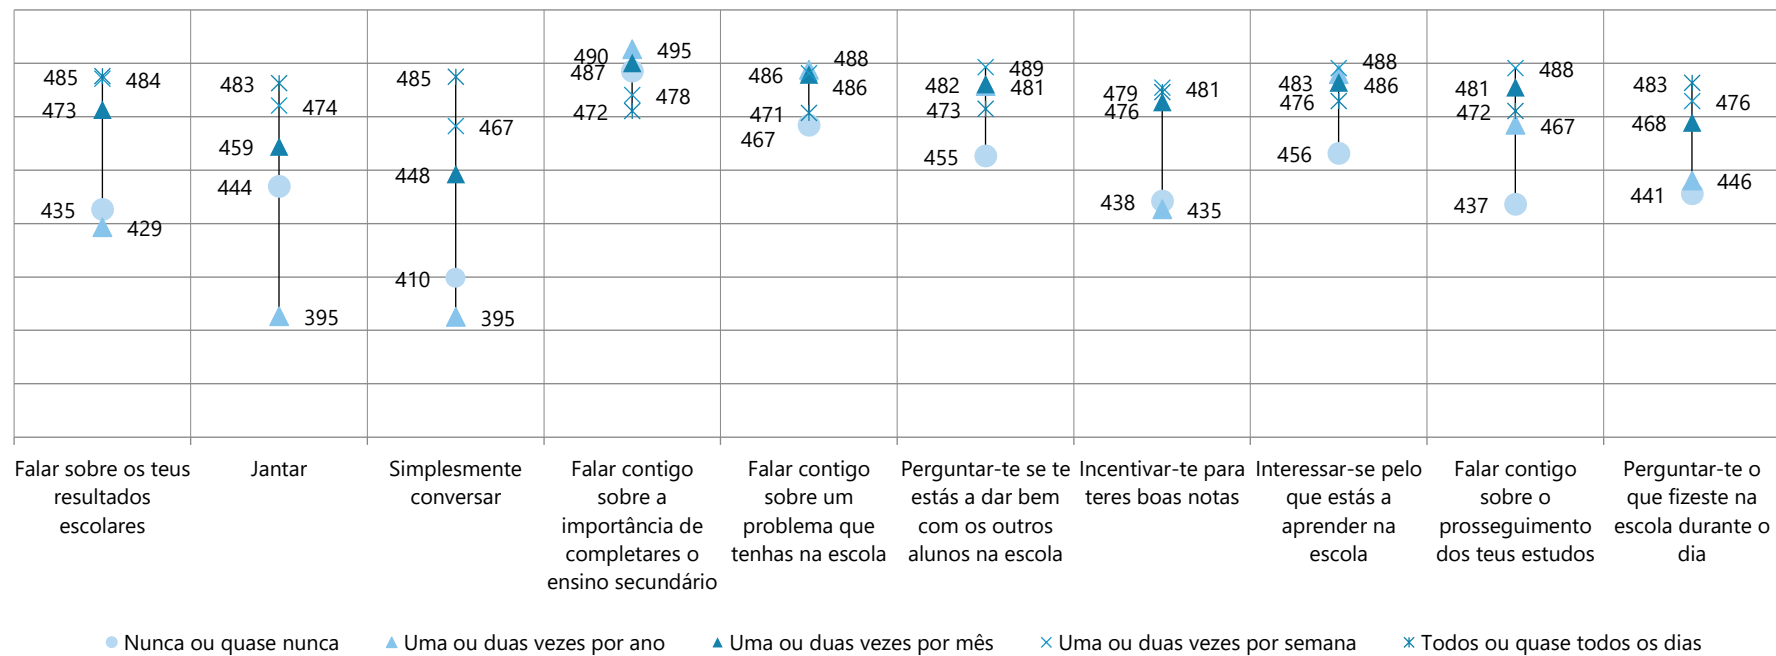 485
484
473
435
429
483
474
459
444
395
485
467
448
410
395
490
495
487
478
472
488
486
486
471
467
489
482
481
473
455
479
481
476
438
435
488
483
486
476
456
488
481
472
467
437
483
476
468
446
441
Falar sobre os teus
resultados
escolares
Jantar
Simplesmente
conversar
Falar contigo
sobre a
importância de
completares o
ensino secundário
Falar contigo
sobre um
problema que
tenhas na escola
Perguntar-te se te
estás a dar bem
com os outros
alunos na escola
Incentivar-te para
teres boas notas
Interessar-se pelo
que estás a
aprender na
escola
Falar contigo
sobre o
prosseguimento
dos teus estudos
Perguntar-te o
que fizeste na
escola durante o
dia
Nunca ou quase nunca
Uma ou duas vezes por ano
Uma ou duas vezes por mês
Uma ou duas vezes por semana
Todos ou quase todos os dias